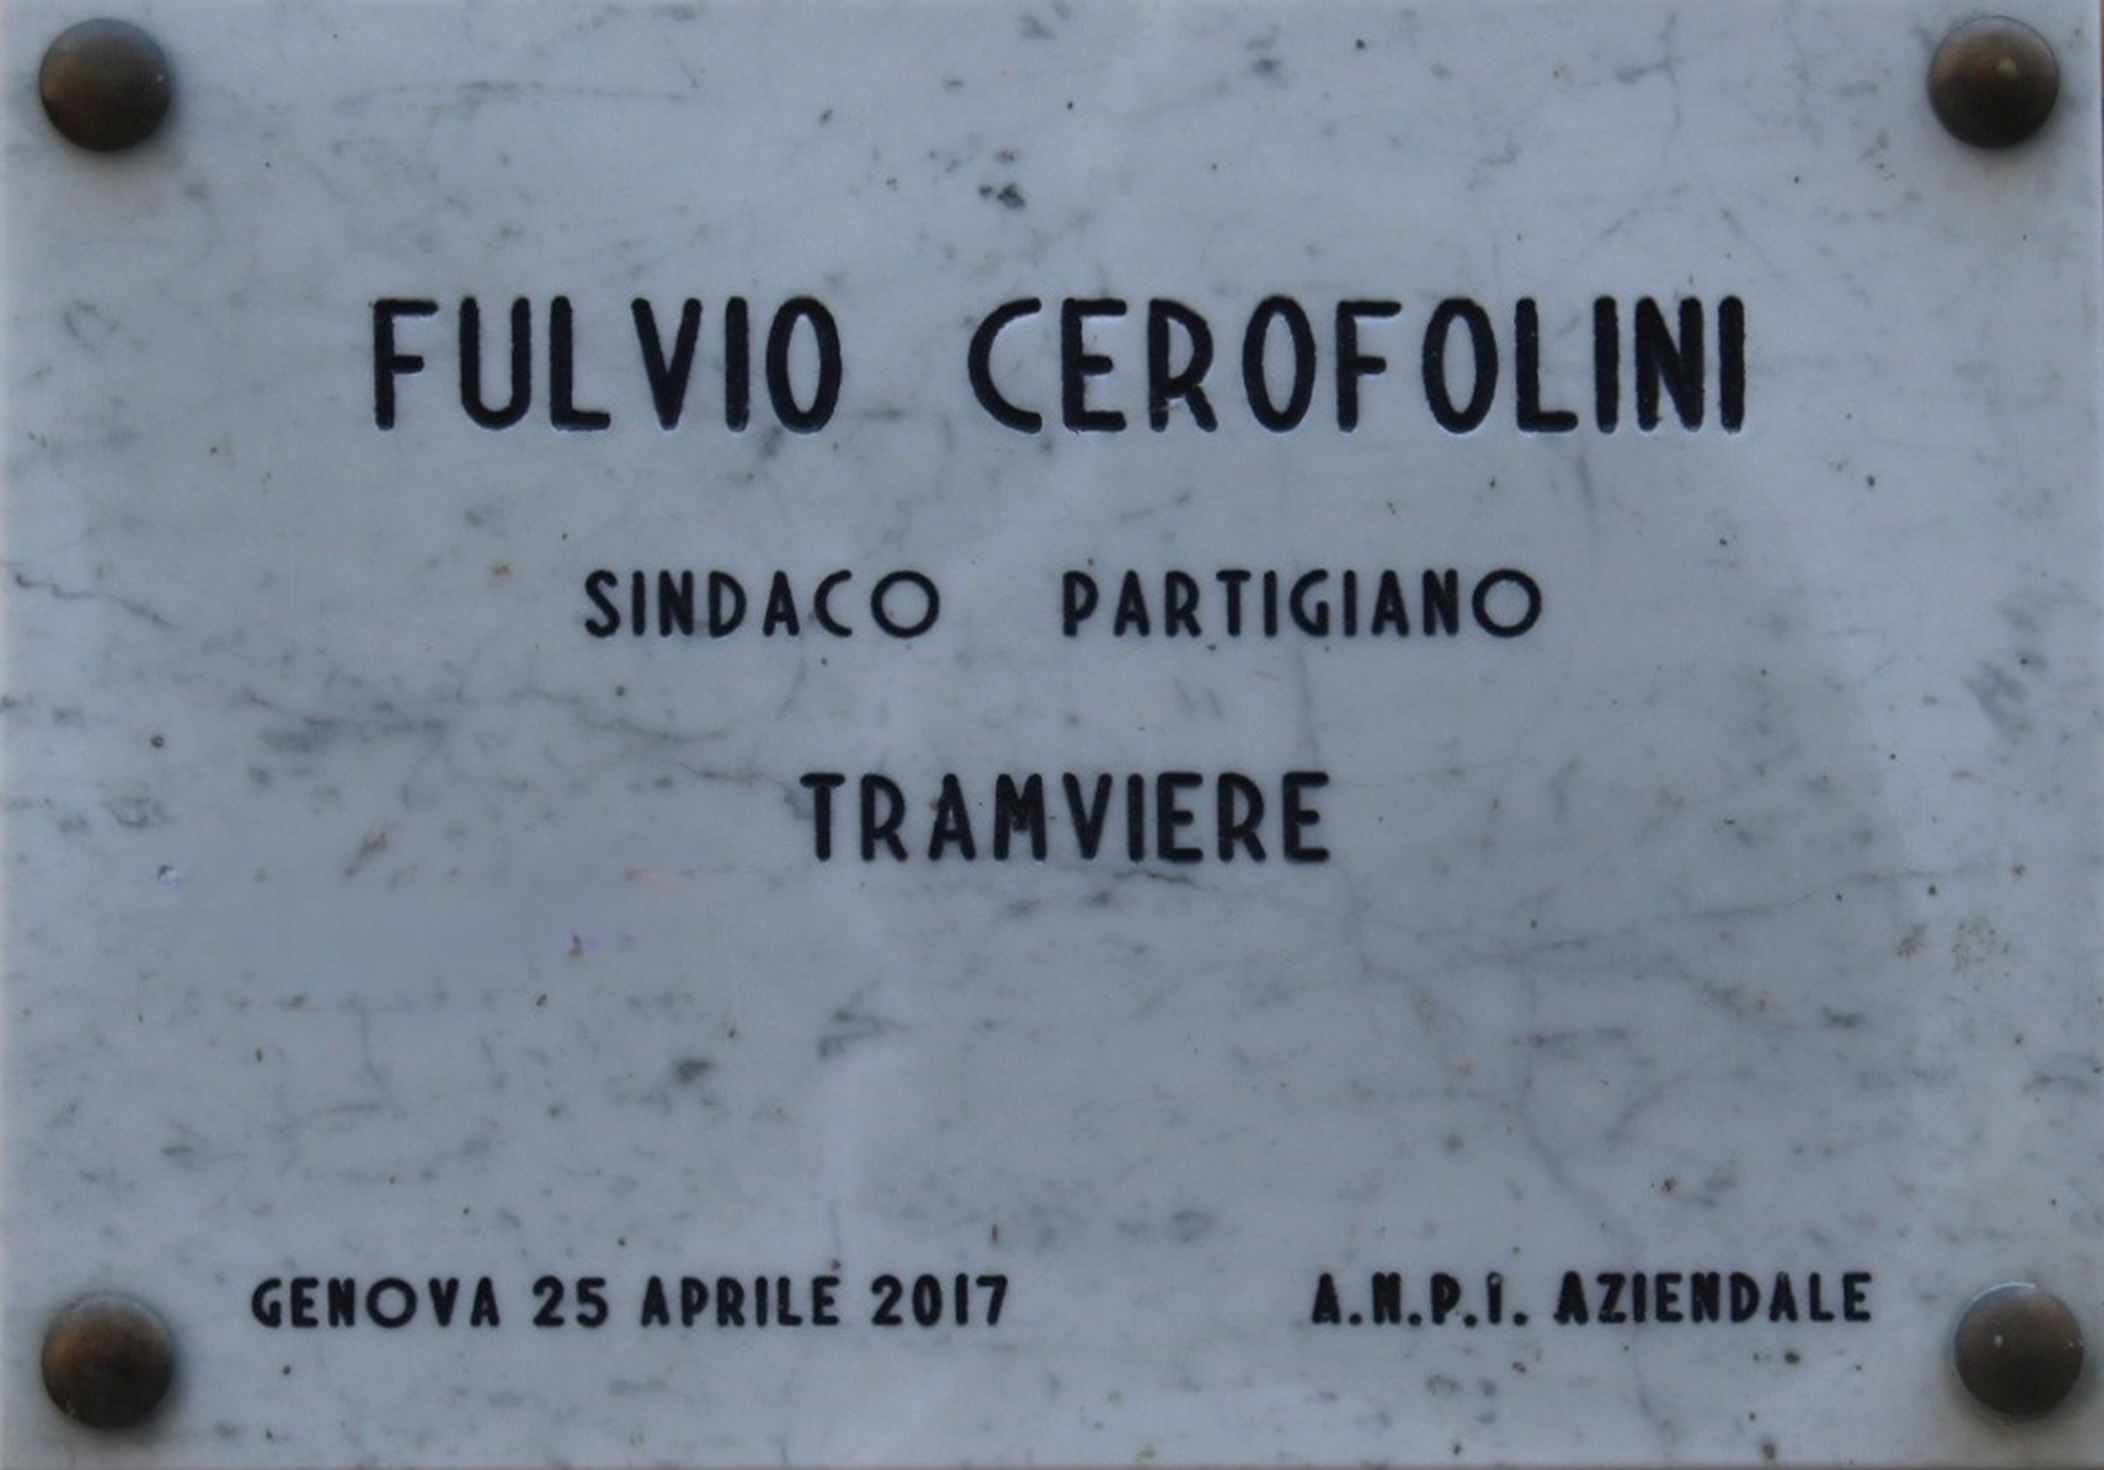 FULVIO CEROFOLINI
SINDACO PARTIGIANO
TRAMVIERE
GENOVA 25 APRILE 2017 A.N.P.I. AZIENDALE